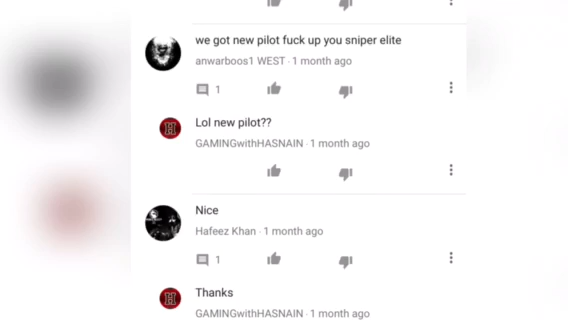 we got new pilot fuck up you sniper elite
anwarboos1 WEST · 1 month ago
1
Lol new pilot??
GAMINGwithHASNAIN · 1 month ago
Nice
Hafeez Khan · 1 month ago
1
Thanks
GAMINGwithHASNAIN · 1 month ago